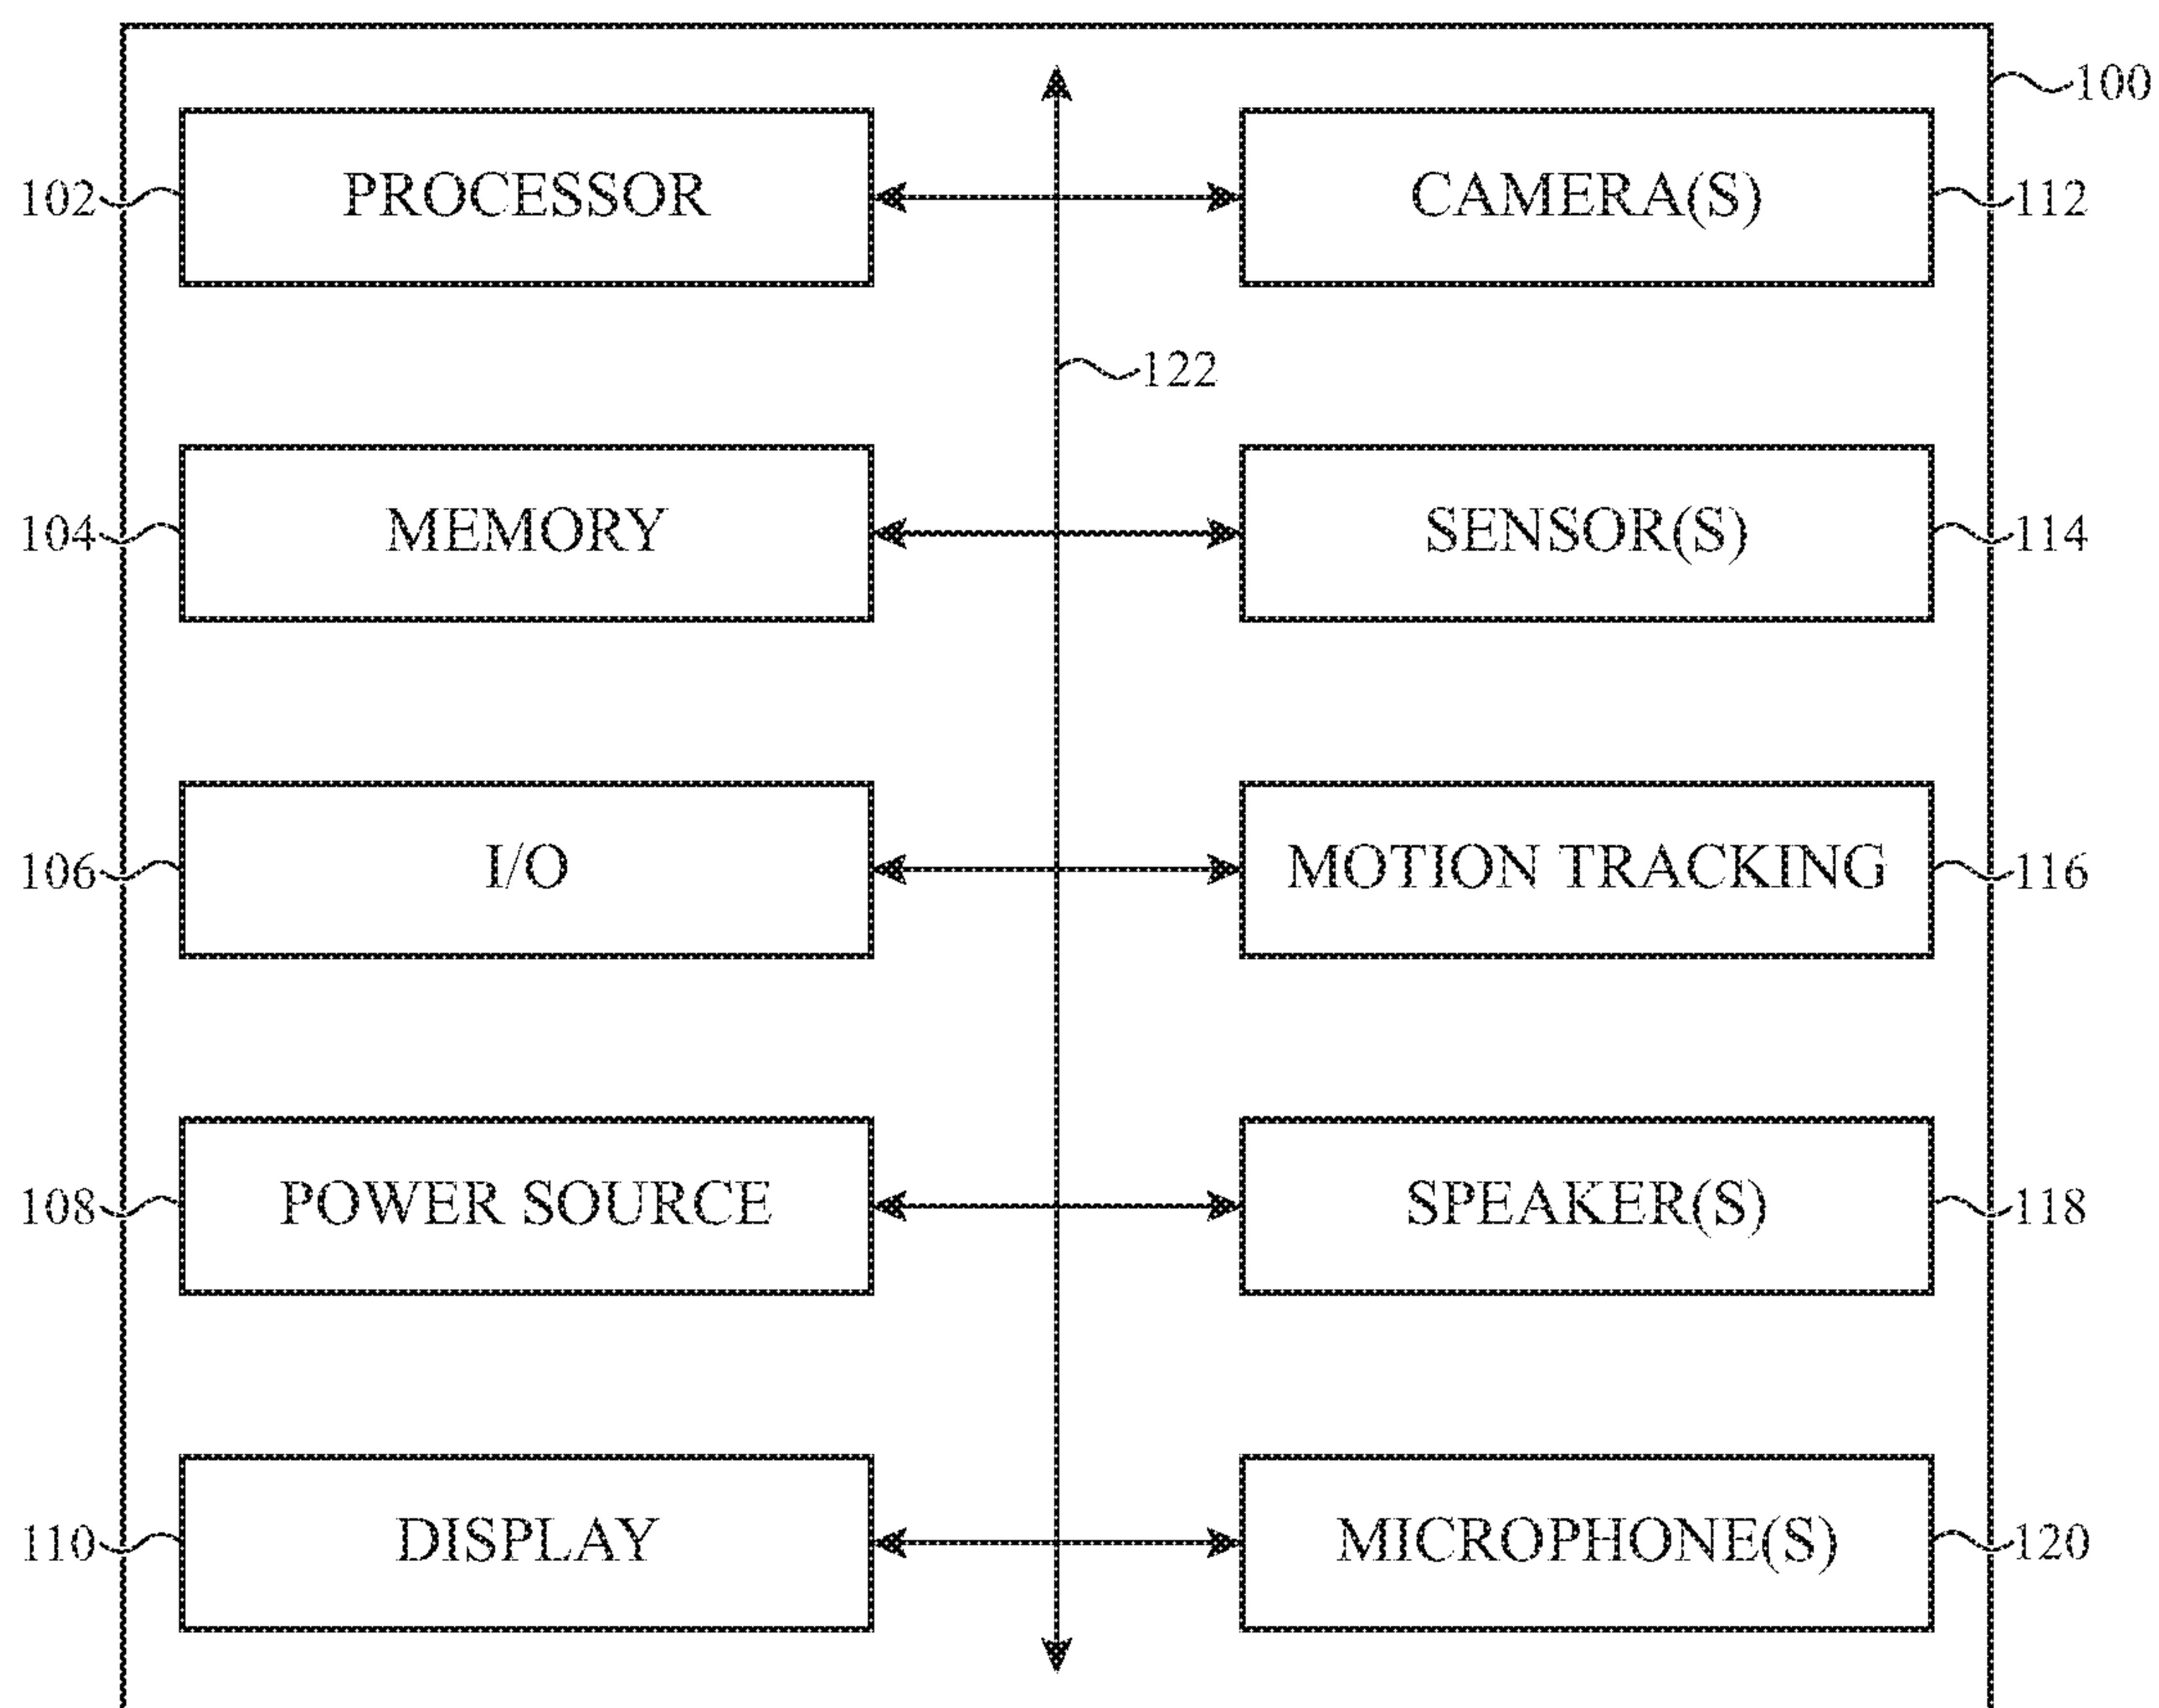 100
102 PROCESSOR CAMERA(S) 112
122
104 MEMORY SENSOR(S) 114
106 I/O MOTION TRACKING 116
108 POWER SOURCE SPEAKER(S) 118
110 DISPLAY MICROPHONE(S) 120